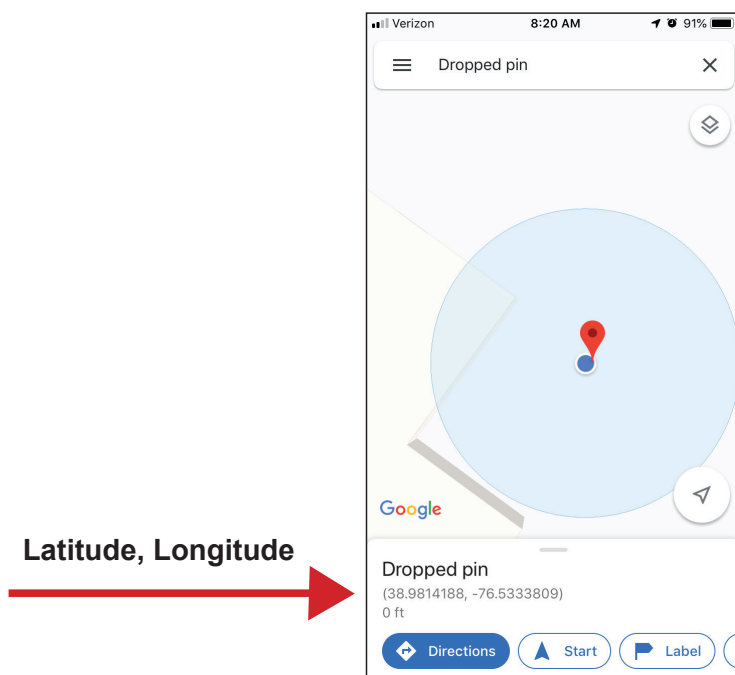 Verizon 8:20 AM 91%
Dropped pin
Google
Latitude, Longitude
Dropped pin
(38.9814188, -76.5333809)
0 ft
Directions Start Label